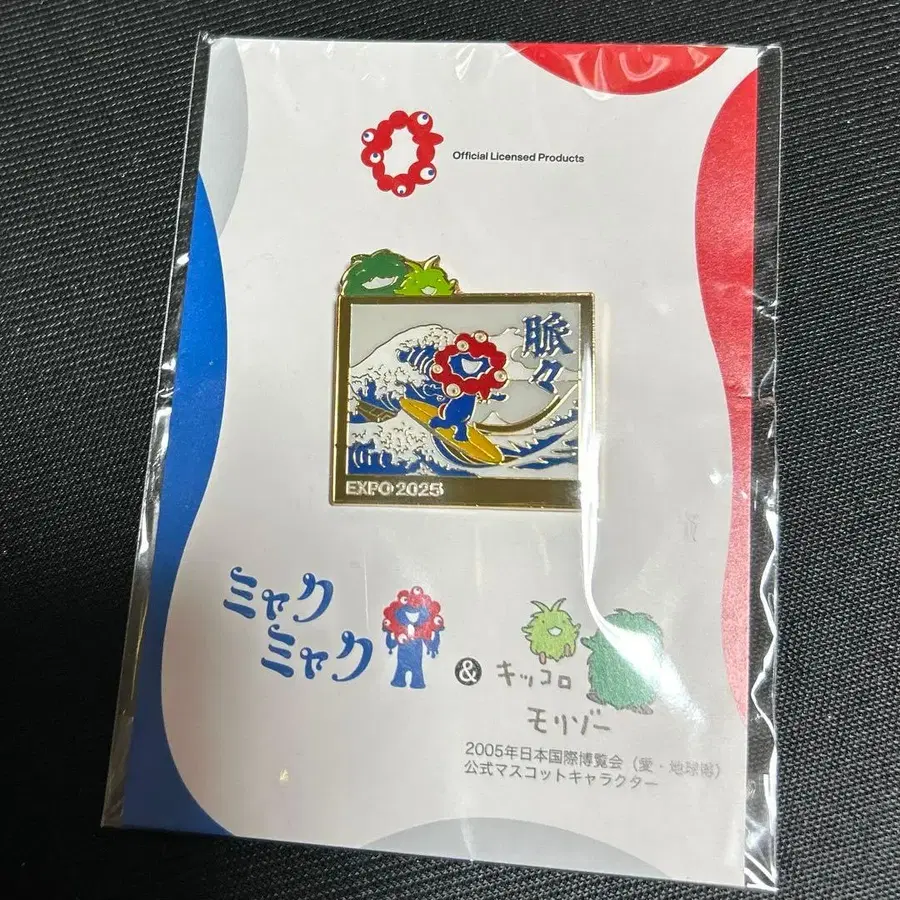 Official Licensed Products
脈々
EXPO 2025
ミャク
ミャク
&
キッコロ
モリゾー
2005年日本国際博覧会（愛・地球博）
公式マスコットキャラクター